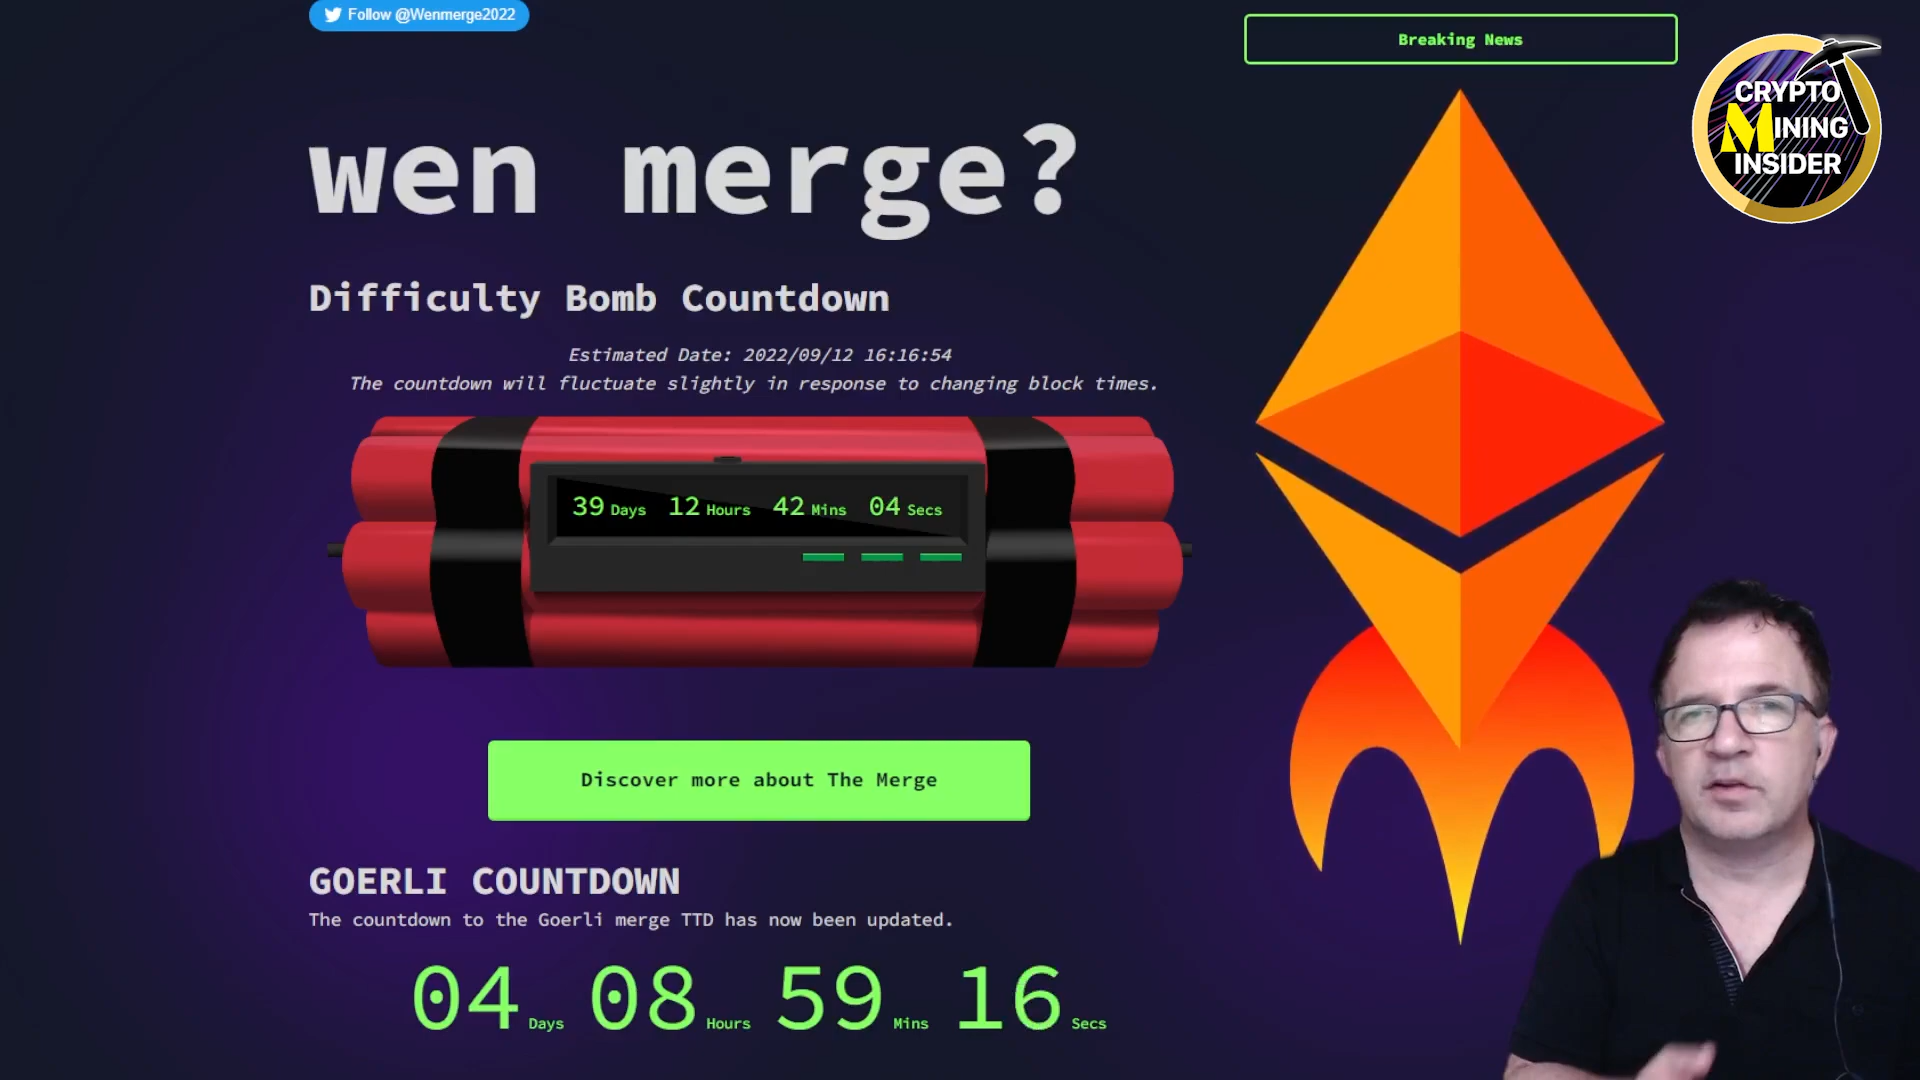 Follow @Wenmerge2022
Breaking News
CRYPTO
MINING
INSIDER
wen merge?
Difficulty Bomb Countdown
Estimated Date: 2022/09/12 16:16:54
The countdown will fluctuate slightly in response to changing block times.
39 Days 12 Hours 42 Mins 04 Secs
Discover more about The Merge
GOERLI COUNTDOWN
The countdown to the Goerli merge TTD has now been updated.
04 Days 08 Hours 59 Mins 16 Secs